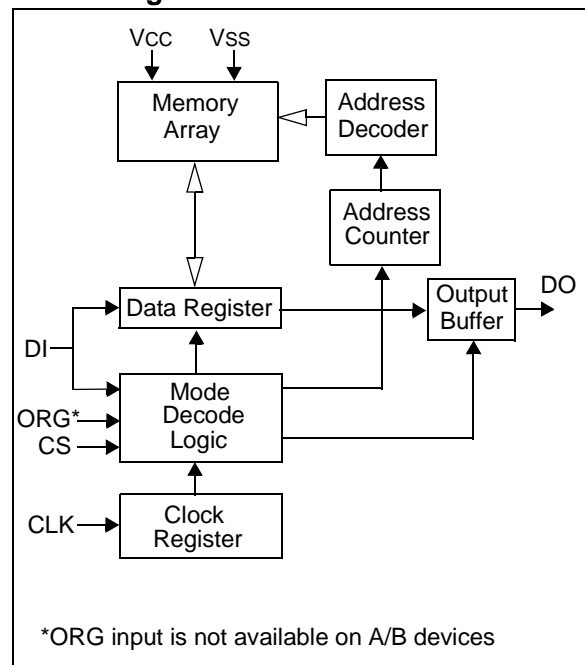 VCC
VSS
Memory
Array
Address
Decoder
Address
Counter
Data Register
Output
Buffer
DO
DI
Mode
Decode
Logic
ORG*
CS
CLK
Clock
Register
*ORG input is not available on A/B devices